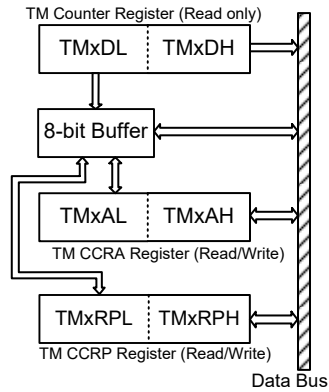 TM Counter Register (Read only)
TMxDL TMxDH
8-bit Buffer
TMxAL TMxAH
TM CCRA Register (Read/Write)
TMxRPL TMxRPH
TM CCRP Register (Read/Write)
Data Bus